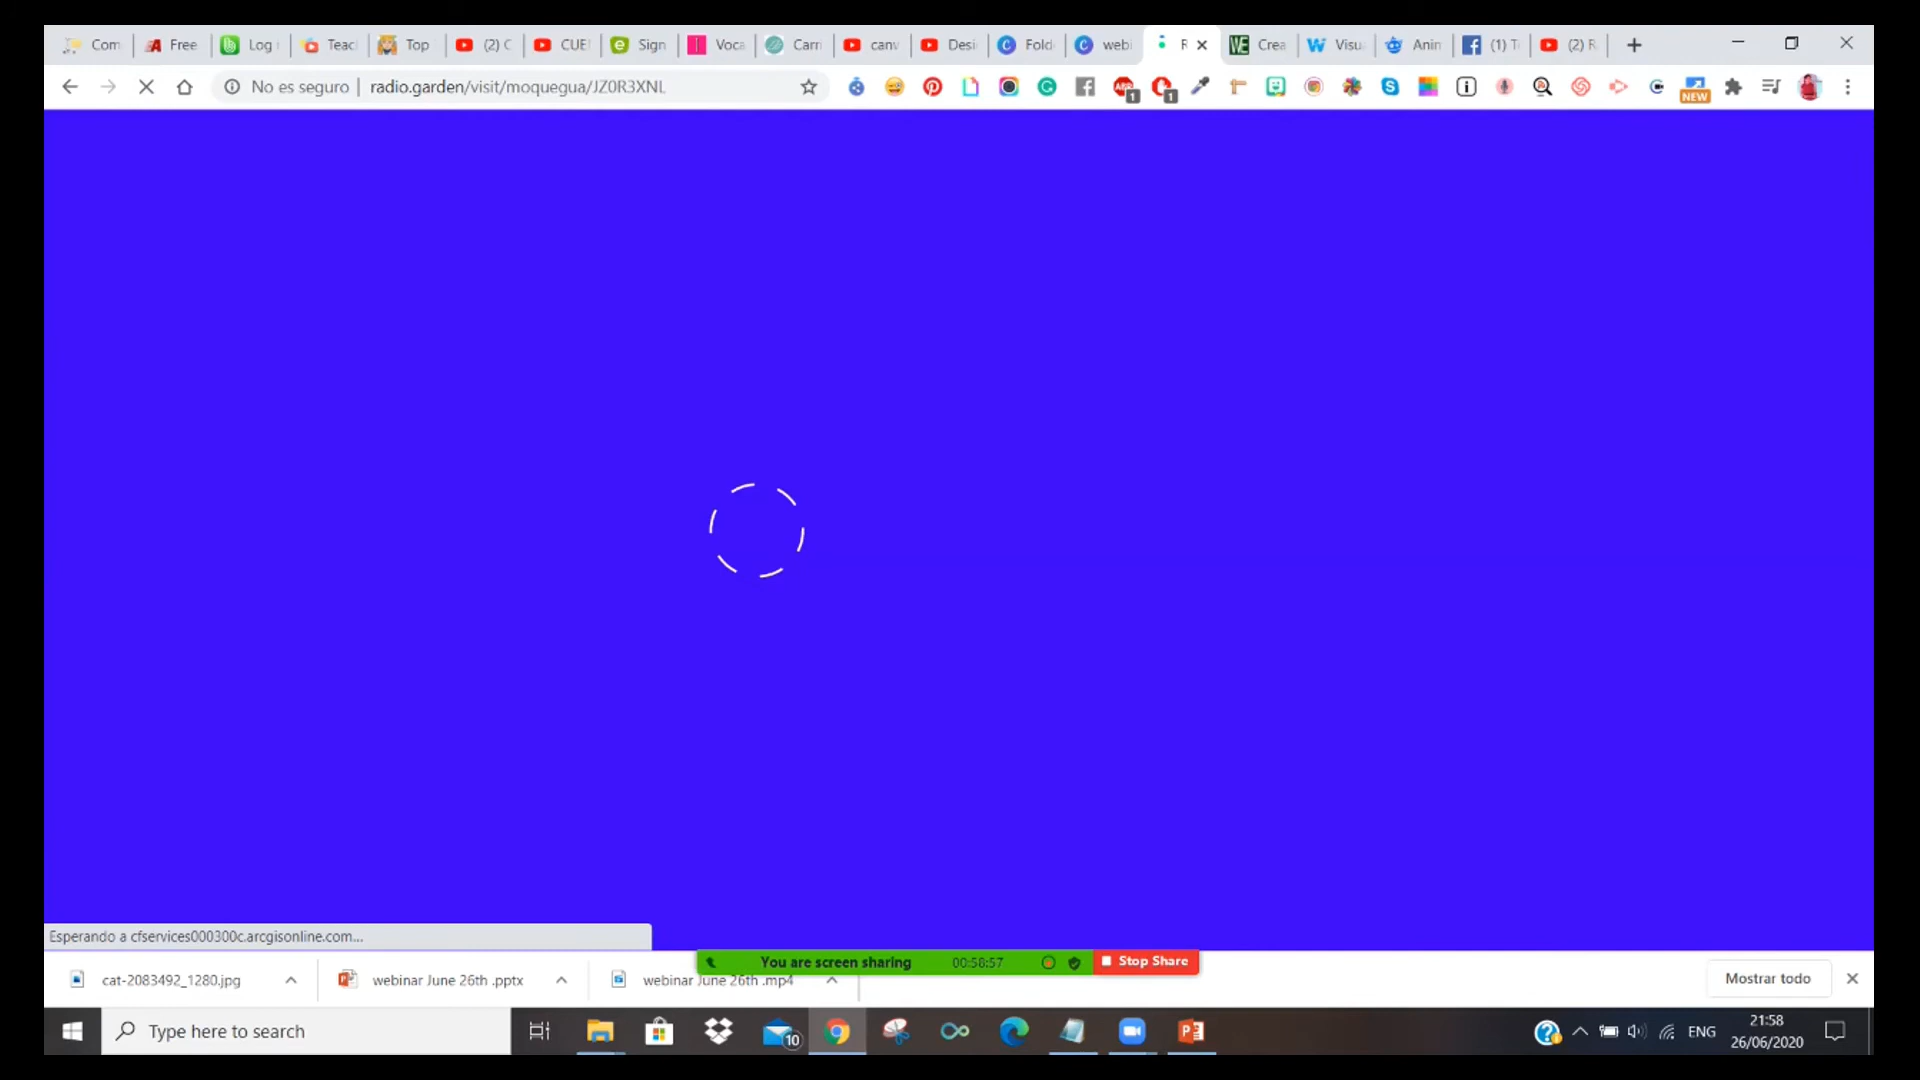 Com
Free
Log
Teac
Top
(2) C
CUE
Sign
Voca
Carr
canv
Desi
Fold
webi
R
Crea
Visu
Anim
(1) T
(2) R
No es seguro | radio.garden/visit/moquegua/JZ0R3XNL
1
1
NEW
Esperando a cfservices000300c.arcgisonline.com...
You are screen sharing 00:58:57 Stop Share
cat-2083492_1280.jpg
webinar June 26th .pptx
webinar June 26th .mp4
Mostrar todo
Type here to search
10
ENG
21:58
26/06/2020